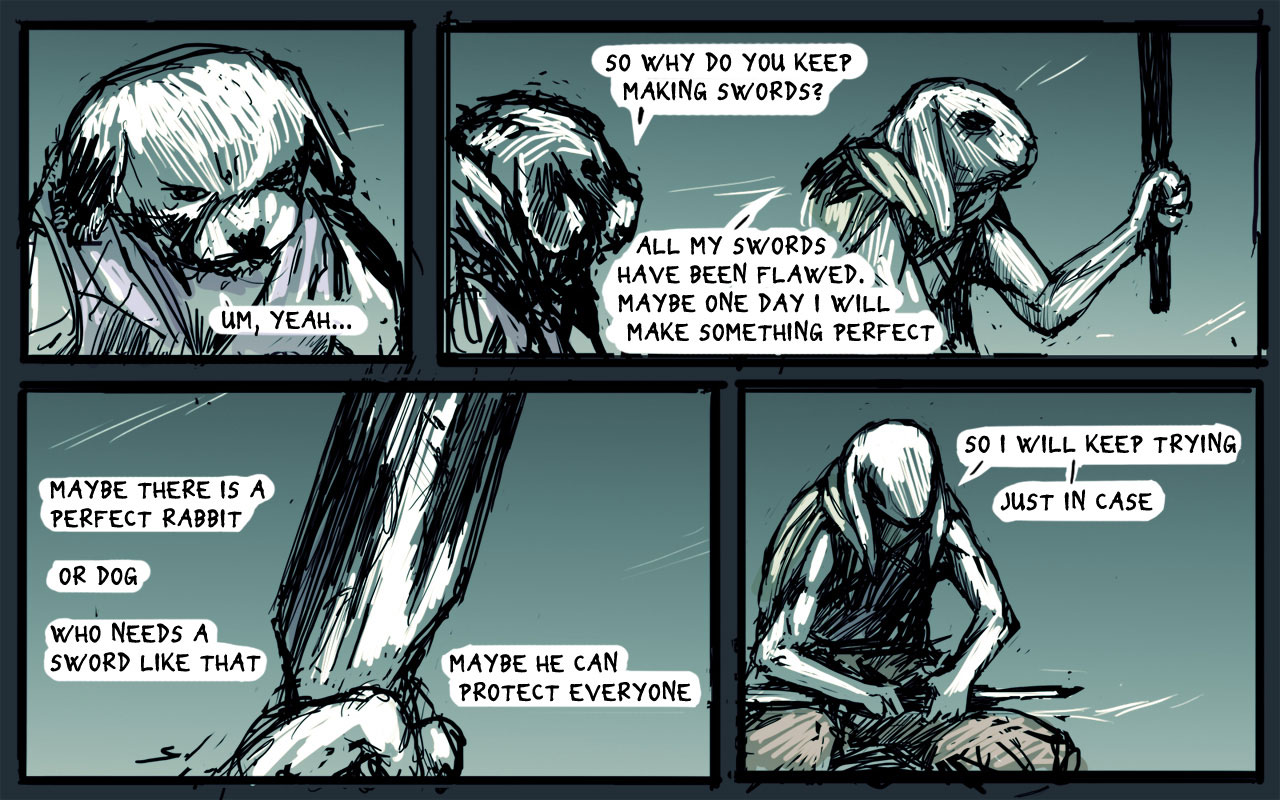 UM, YEAH...
SO WHY DO YOU KEEP
MAKING SWORDS?
ALL MY SWORDS
HAVE BEEN FLAWED.
MAYBE ONE DAY I WILL
MAKE SOMETHING PERFECT
MAYBE THERE IS A
PERFECT RABBIT
OR DOG
WHO NEEDS A
SWORD LIKE THAT
MAYBE HE CAN
PROTECT EVERYONE
SO I WILL KEEP TRYING
JUST IN CASE